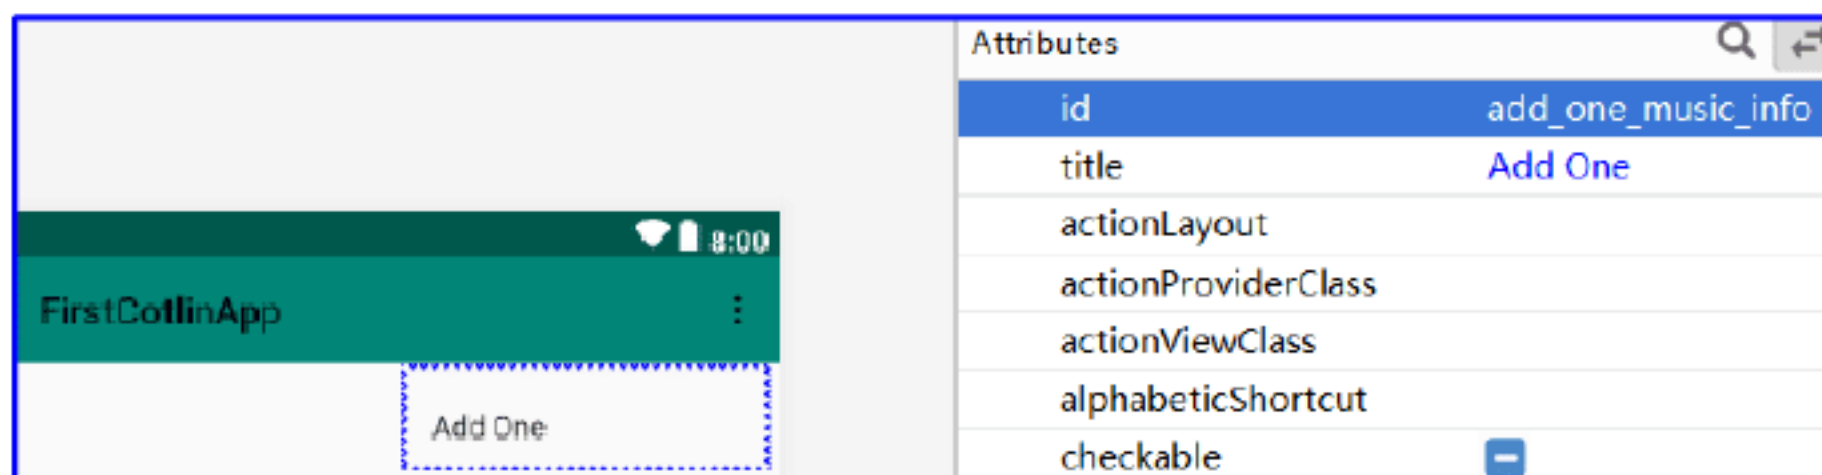 Attributes
id add_one_music_info
title Add One
actionLayout
8:00
actionProviderClass
FirstCotlinApp
actionViewClass
alphabeticShortcut
Add One
checkable